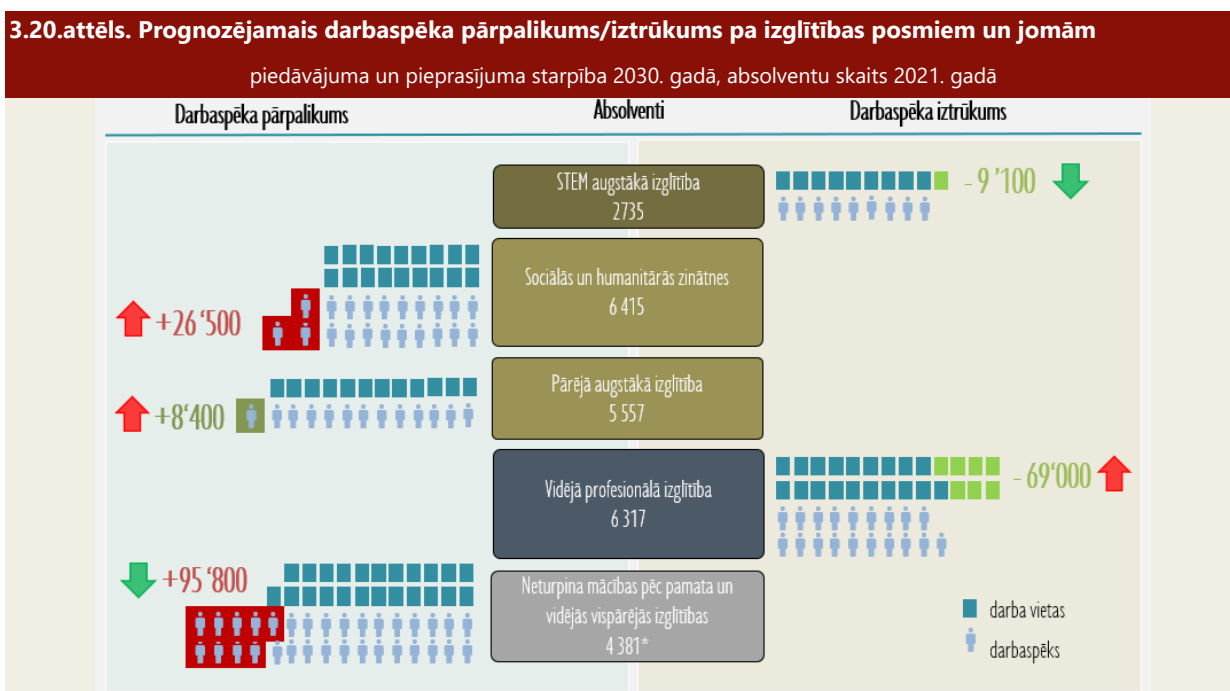 3.20.attēls. Prognozējamais darbaspēka pārpalikums/iztrūkums pa izglītības posmiem un jomām
piedāvājuma un pieprasījuma starpība 2030. gadā, absolventu skaits 2021. gadā
Darbaspēka pārpalikums
Absolventi
Darbaspēka iztrūkums
STEM augstākā izglītība
2735
- 9'100
Sociālās un humanitārās zinātnes
6 415
+26 '500
Pārējā augstākā izglītība
5 557
+8'400
Vidējā profesionālā izglītība
6 317
- 69'000
+95 '800
Neturpina mācības pēc pamata un
vidējās vispārējās izglītības
4 381*
darba vietas
darbaspēks